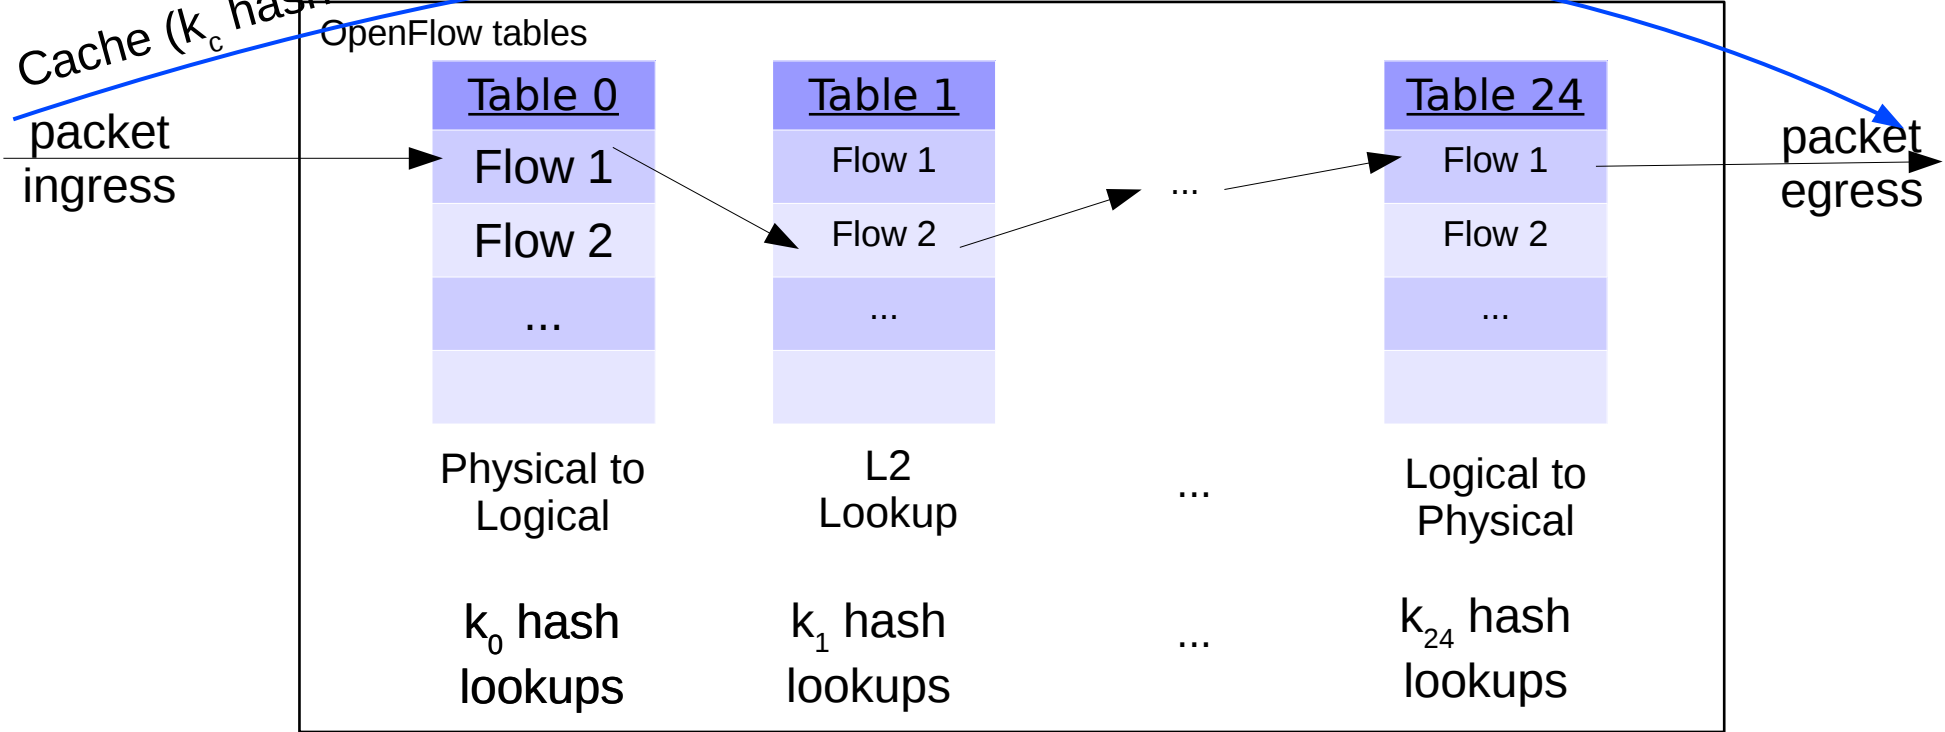 Cache (kc hash
OpenFlow tables
packet
ingress
Table 0
Flow 1
Flow 2
...
Table 1
Flow 1
Flow 2
...
...
Table 24
Flow 1
Flow 2
...
packet
egress
Physical to
Logical
L2
Lookup
...
Logical to
Physical
k0 hash
lookups
k1 hash
lookups
...
k24 hash
lookups